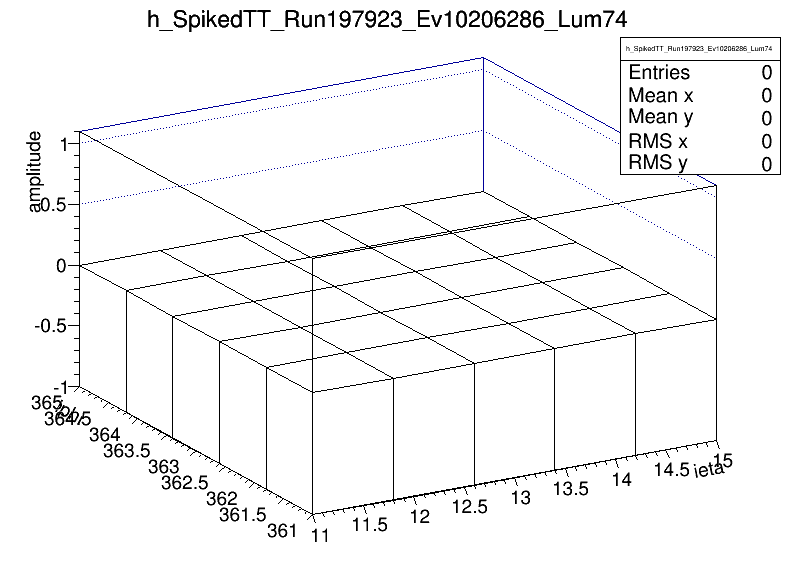 h_SpikedTT_Run197923_Ev10206286_Lum74
h_SpikedTT_Run197923_Ev10206286_Lum74
Entries 0
Mean x 0
Mean y 0
RMS x 0
RMS y 0
amplitude
1
0.5
0
-0.5
-1
365
364.5
364
363.5
363
362.5
362
361.5
361
11
11.5
12
12.5
13
13.5
14
14.5
15
ieta